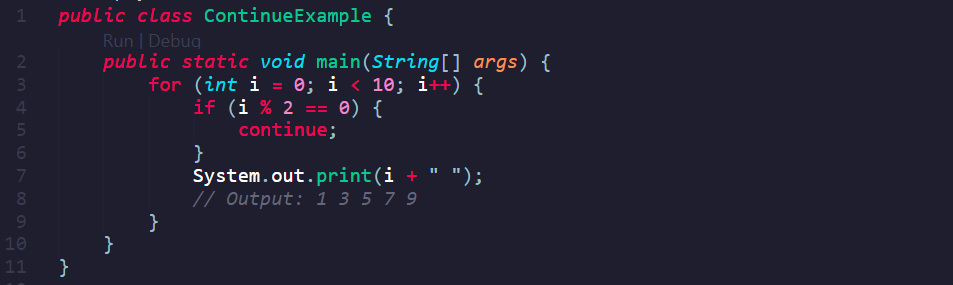 1 public class ContinueExample {
Run | Debug
2 public static void main(String[] args) {
3 for (int i = 0; i < 10; i++) {
4 if (i % 2 == 0) {
5 continue;
6 }
7 System.out.print(i + " ");
8 // Output: 1 3 5 7 9
9 }
10 }
11 }